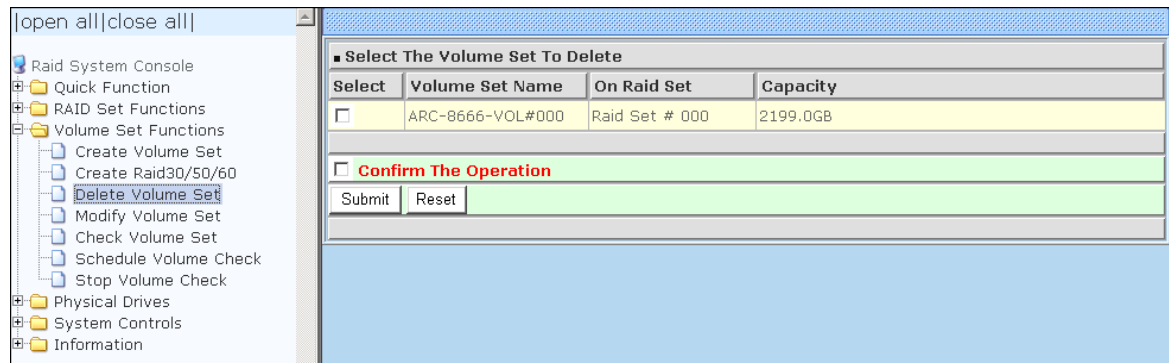 |open all|close all|
Raid System Console
Quick Function
RAID Set Functions
Volume Set Functions
Create Volume Set
Create Raid30/50/60
Delete Volume Set
Modify Volume Set
Check Volume Set
Schedule Volume Check
Stop Volume Check
Physical Drives
System Controls
Information
Select The Volume Set To Delete
Select Volume Set Name On Raid Set Capacity
ARC-8666-VOL#000 Raid Set # 000 2199.0GB
Confirm The Operation
Submit Reset